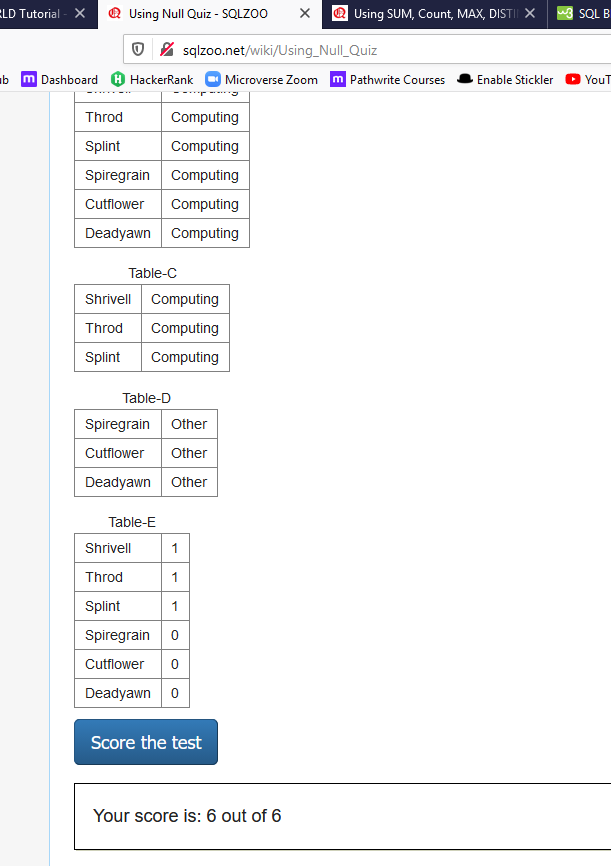 RLD Tutorial -
Using Null Quiz - SQLZOO
Using SUM, Count, MAX, DISTI
SQL B
sqlzoo.net/wiki/Using_Null_Quiz
ub
Dashboard
HackerRank
Microverse Zoom
Pathwrite Courses
Enable Stickler
YouT
Shrivell Computing
Throd Computing
Splint Computing
Spiregrain Computing
Cutflower Computing
Deadyawn Computing
Table-C
Shrivell Computing
Throd Computing
Splint Computing
Table-D
Spiregrain Other
Cutflower Other
Deadyawn Other
Table-E
Shrivell 1
Throd 1
Splint 1
Spiregrain 0
Cutflower 0
Deadyawn 0
Score the test
Your score is: 6 out of 6